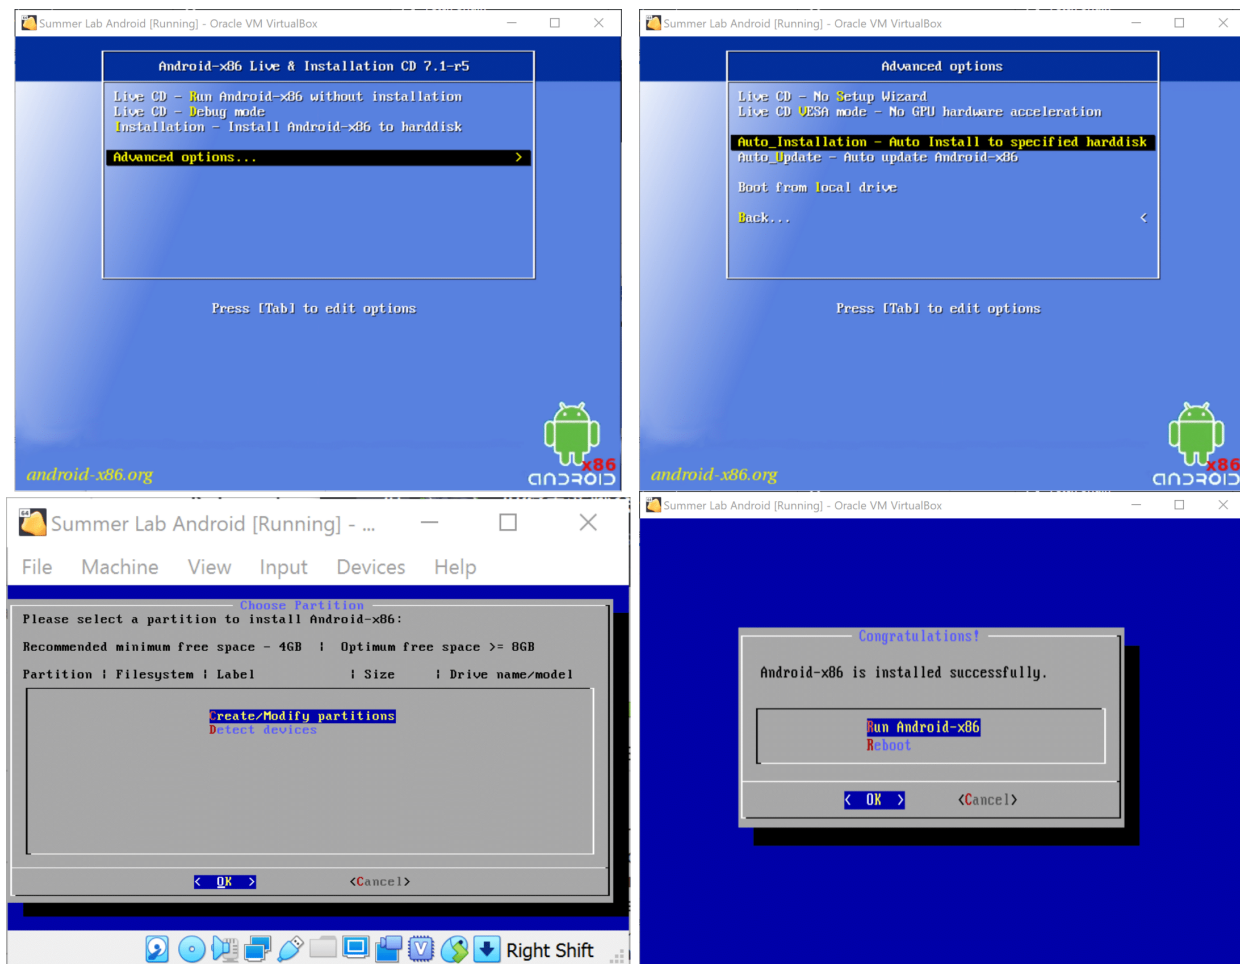 Summer Lab Android [Running] - Oracle VM VirtualBox
Android-x86 Live & Installation CD 7.1-r5
Live CD - Run Android-x86 without installation
Live CD - Debug mode
Installation - Install Android-x86 to harddisk
Advanced options... >
Press [Tab] to edit options
android-x86.org
x86
ANDROID
Summer Lab Android [Running] - Oracle VM VirtualBox
Advanced options
Live CD - No Setup Wizard
Live CD VESA mode - No GPU hardware acceleration
Auto_Installation - Auto Install to specified harddisk
Auto_Update - Auto update Android-x86
Boot from local drive
Back... <
Press [Tab] to edit options
android-x86.org
x86
ANDROID
64
Summer Lab Android [Running] - ...
File Machine View Input Devices Help
Choose Partition
Please select a partition to install Android-x86:
Recommended minimum free space - 4GB | Optimum free space >= 8GB
Partition | Filesystem | Label | Size | Drive name/model
Create/Modify partitions
Detect devices
< OK > <Cancel>
Right Shift
Summer Lab Android [Running] - Oracle VM VirtualBox
Congratulations!
Android-x86 is installed successfully.
Run Android-x86
Reboot
< OK > <Cancel>